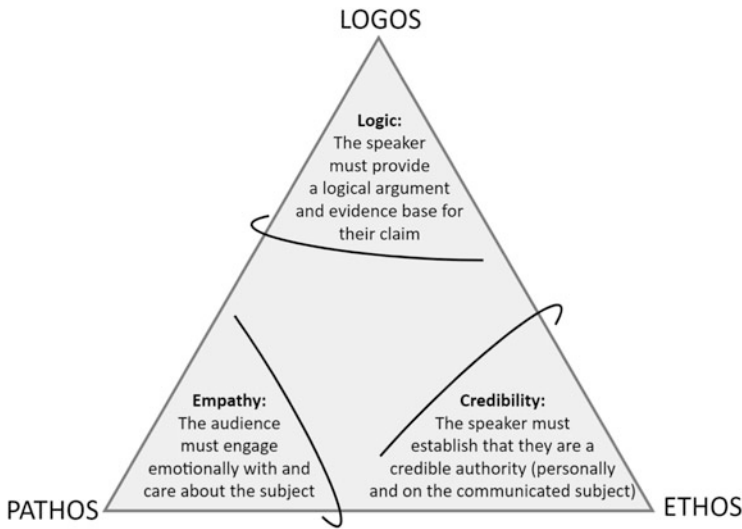 LOGOS
Logic:
The speaker
must provide
a logical argument
and evidence base for
their claim
Empathy:
The audience
must engage
emotionally with and
care about the subject
Credibility:
The speaker must
establish that they are a
credible authority (personally
and on the communicated subject)
PATHOS
ETHOS